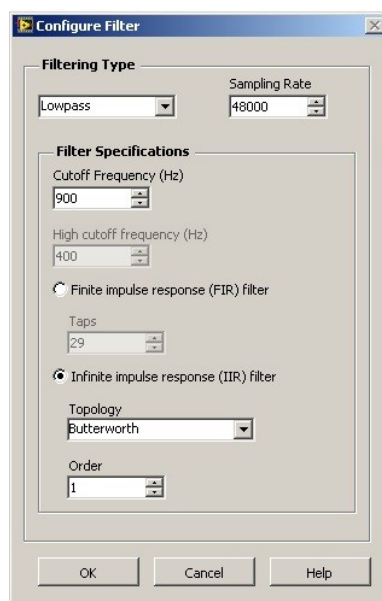 Configure Filter
Filtering Type
Sampling Rate
Lowpass
48000
Filter Specifications
Cutoff Frequency (Hz)
900
High cutoff frequency (Hz)
400
Finite impulse response (FIR) filter
Taps
29
Infinite impulse response (IIR) filter
Topology
Butterworth
Order
1
OK
Cancel
Help